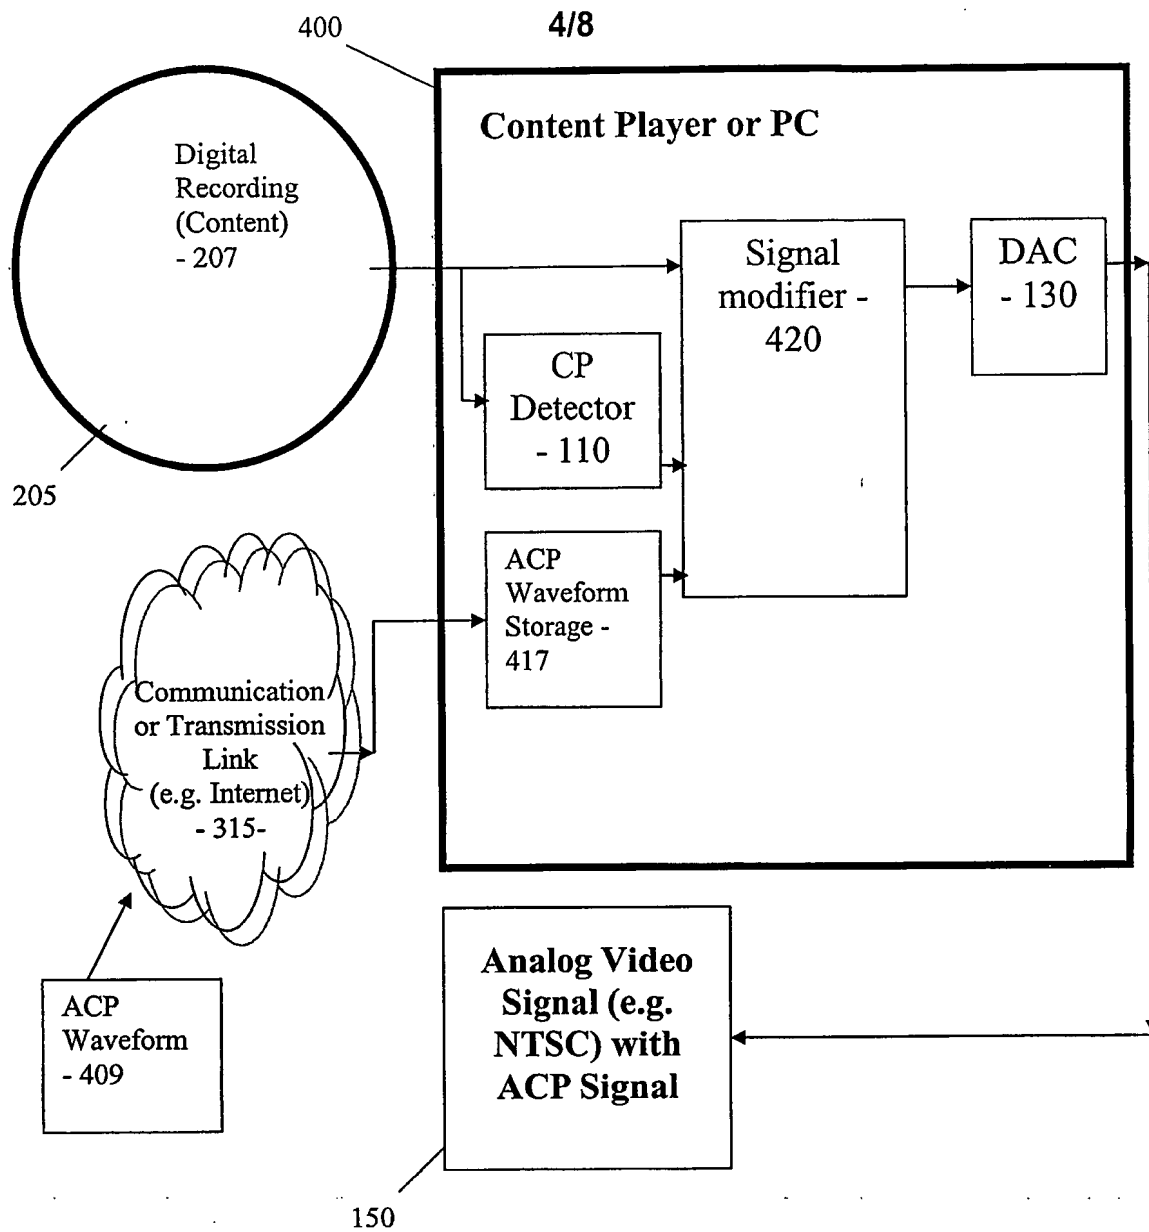 400
4/8
Content Player or PC
Digital
Recording
(Content)
- 207
Signal
modifier -
420
DAC
- 130
CP
Detector
- 110
205
ACP
Waveform
Storage -
417
Communication
or Transmission
Link
(e.g. Internet)
- 315-
ACP
Waveform
- 409
Analog Video
Signal (e.g.
NTSC) with
ACP Signal
150